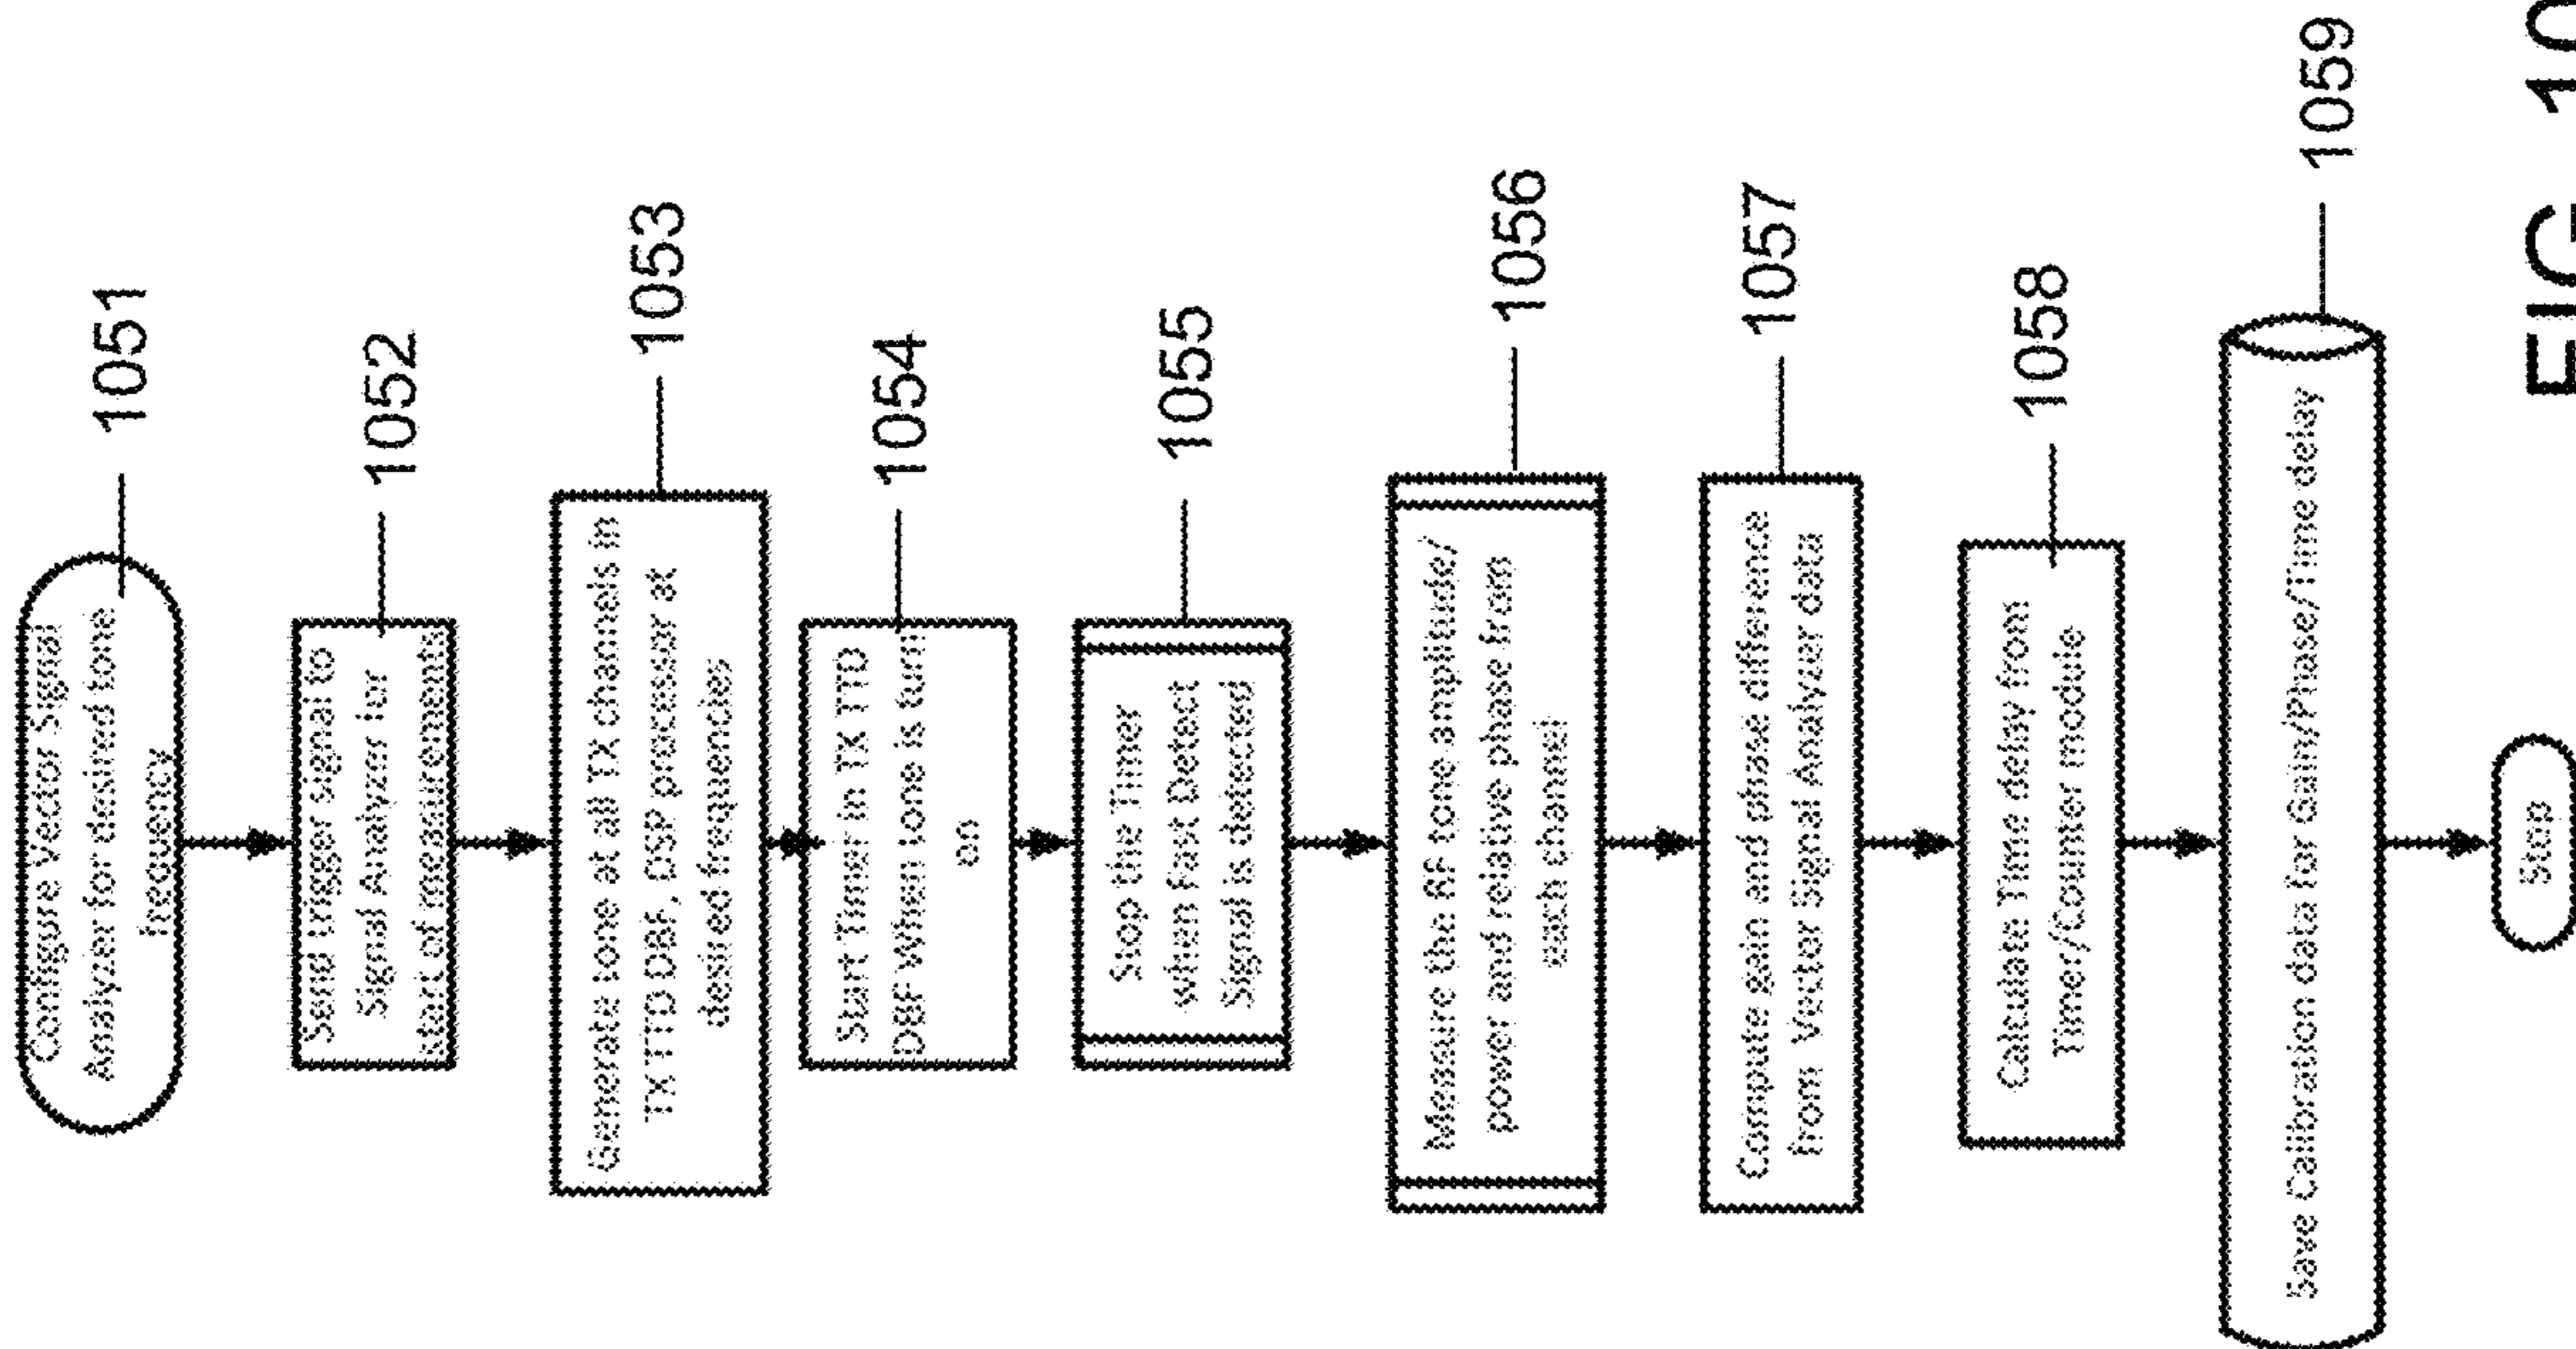 Configure Vector Signal
Analyzer for desired tone
frequency
1051
Send trigger signal to
Signal Analyzer for
start of measurements
1052
Generate tone at all TX channels in
TX TTD DBF, DSP processor at
desired frequencies
1053
Start Timer in TX TTD
DBF When tone is turn
on
1054
Stop the Timer
when Fast Detect
Signal is detected
1055
Measure the RF tone amplitude/
power and relative phase from
each channel
1056
Compute gain and phase difference
from Vector Signal Analyzer data
1057
Calculate Time delay from
Timer/Counter module
1058
Save Calibration data for Gain/Phase/Time delay
1059
Stop
FIG. 10